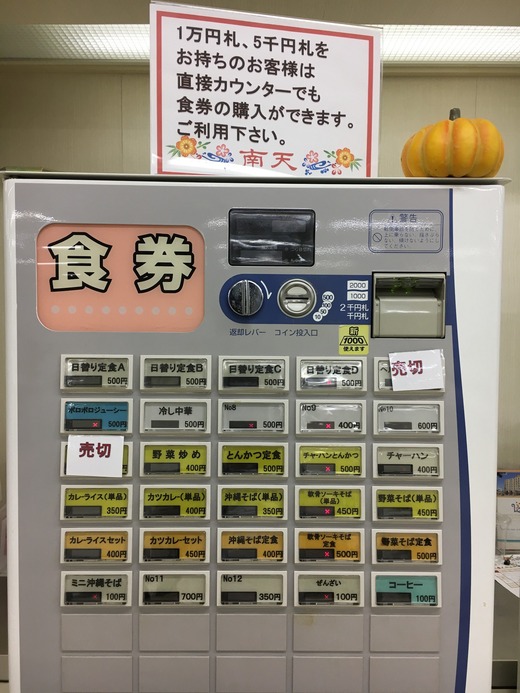 1万円札、5千円札を
お持ちのお客様は
直接カウンターでも
食券の購入ができます。
ご利用下さい。
南天
食券
⚠警告
返却レバー
コイン投入口
500
100
50
10
2000
1000
2千円札
千円札
新
1000
使えます
日替り定食A 500円
日替り定食B 500円
日替り定食C 500円
日替り定食D 500円
売切
ボロボロジューシー 500円
冷し中華 500円
No8 500円
No9 400円
No10 600円
売切
野菜炒め 400円
とんかつ定食 500円
チャーハンとんかつ 500円
チャーハン 400円
カレーライス(単品) 350円
カツカレー(単品) 400円
沖縄そば(単品) 350円
軟骨ソーキそば(単品) 450円
野菜そば(単品) 450円
カレーライスセット 400円
カツカレーセット 450円
沖縄そば定食 400円
軟骨ソーキそば定食 500円
野菜そば定食 500円
ミニ沖縄そば 100円
No11 700円
No12 350円
ぜんざい 100円
コーヒー 100円